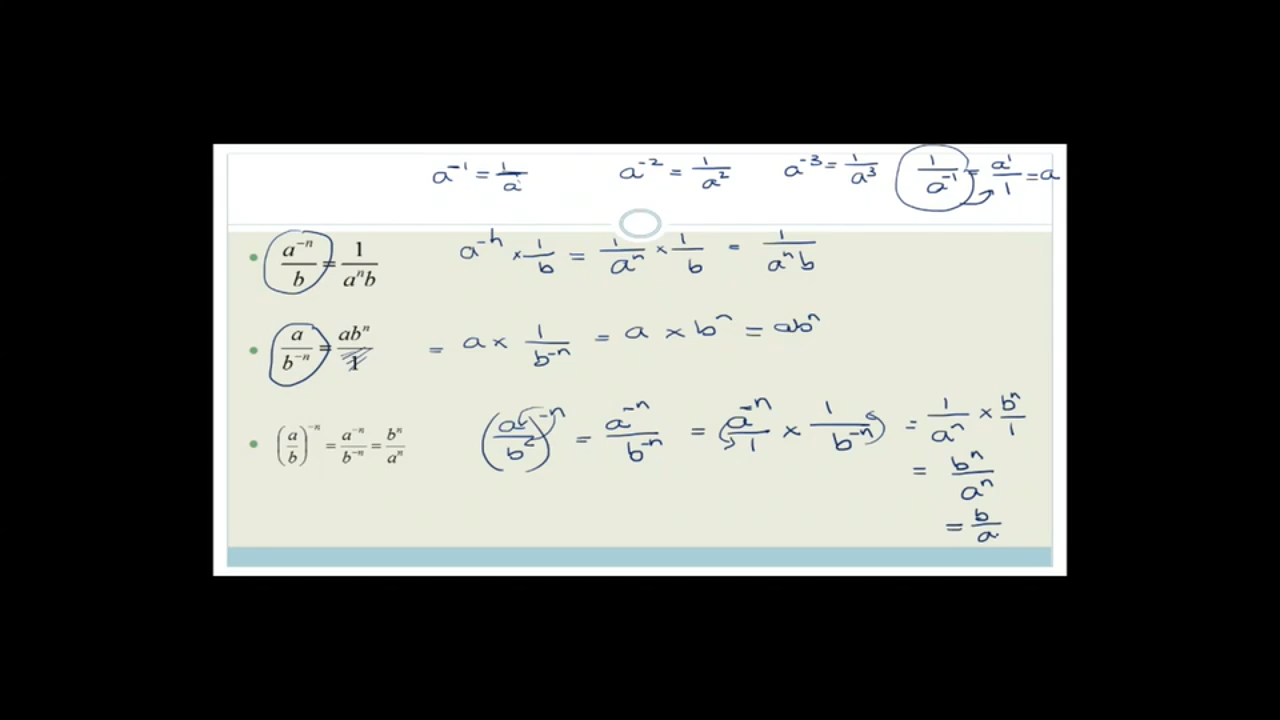 a⁻¹ = 1/a   a⁻² = 1/a²   a⁻³ = 1/a³   1/a⁻¹ = a¹/1 = a
• a⁻ⁿ/b = 1/aⁿb   a⁻ⁿ × 1/b = 1/aⁿ × 1/b = 1/aⁿb
• a/b⁻ⁿ = abⁿ/1   = a × 1/b⁻ⁿ = a × bⁿ = abⁿ
• (a/b)⁻ⁿ = a⁻ⁿ/b⁻ⁿ = bⁿ/aⁿ   (a/b²)⁻ⁿ = a⁻ⁿ/b⁻ⁿ = (a⁻ⁿ/1 × 1/b⁻ⁿ) = 1/aⁿ × bⁿ/1
= bⁿ/aⁿ
= b/a